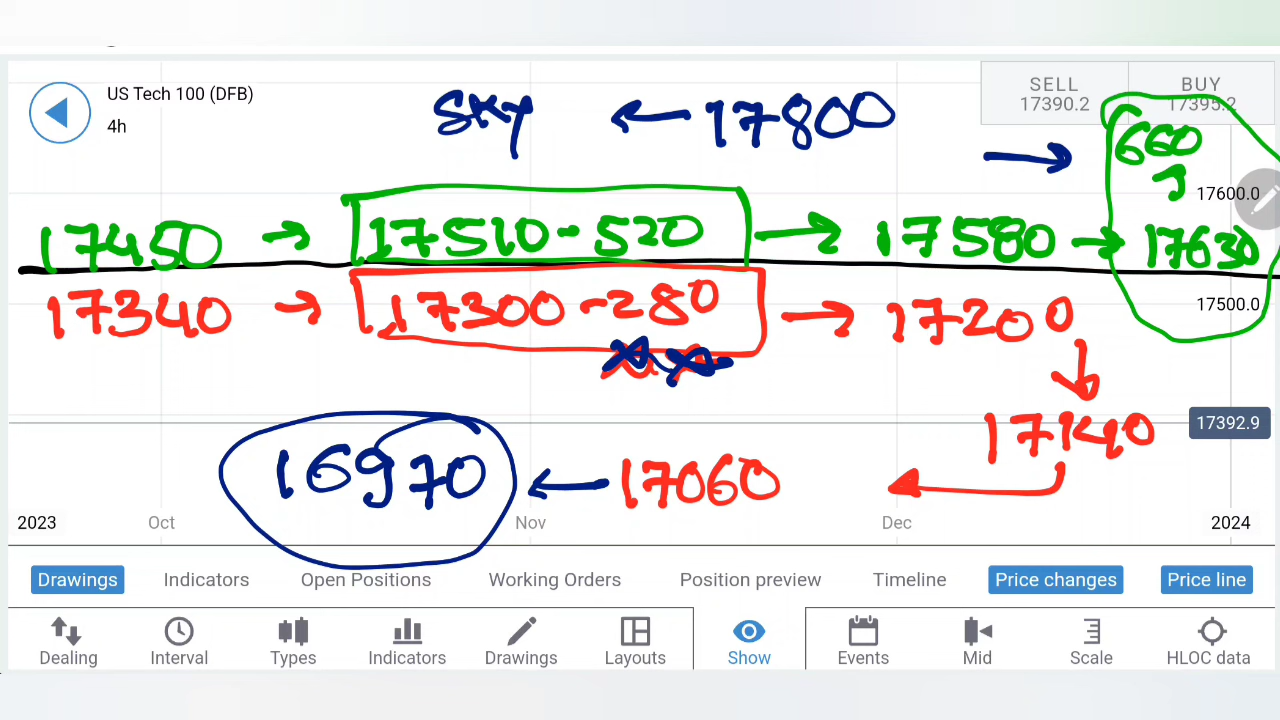 US Tech 100 (DFB)
4h
SELL 17390.2
BUY 17395.2
SKY ← 17800 →
660
17600.0
17450 → 17510-520 → 17580 → 17630
17340 → 17300-280 → 17200
17500.0
17140
17392.9
16970 ← 17060
2023 Oct Nov Dec 2024
Drawings Indicators Open Positions Working Orders Position preview Timeline Price changes Price line
Dealing Interval Types Indicators Drawings Layouts Show Events Mid Scale HLOC data